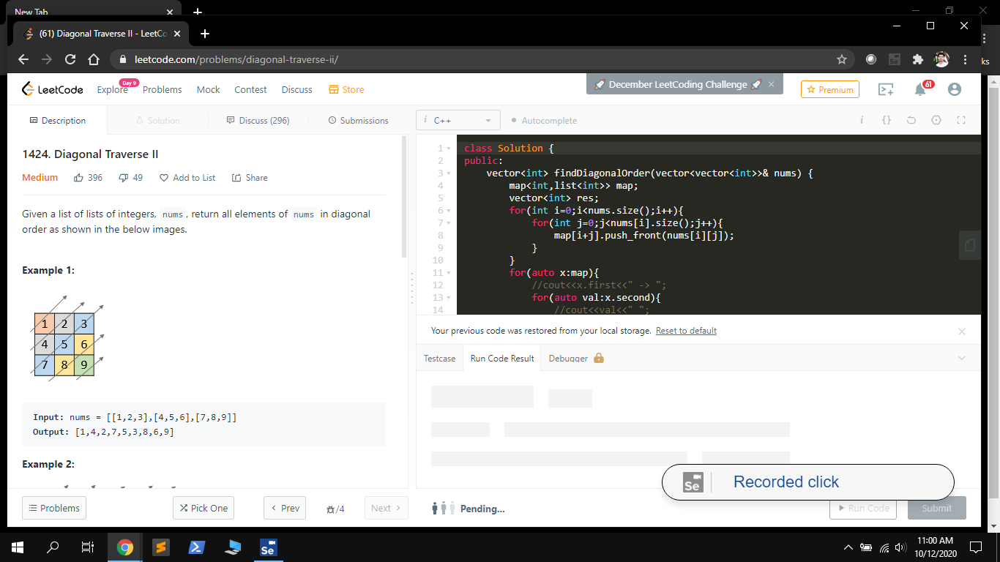 New Tab
(61) Diagonal Traverse II - LeetCo
leetcode.com/problems/diagonal-traverse-ii/
ks
LeetCode
Explore
Day 9
Problems
Mock
Contest
Discuss
Store
🚀 December LeetCoding Challenge 🚀
Premium
61
Description
Solution
Discuss (296)
Submissions
i C++
Autocomplete
i {}
1424. Diagonal Traverse II
Medium 396 49 Add to List Share
Given a list of lists of integers, nums, return all elements of nums in diagonal
order as shown in the below images.
Example 1:
1 2 3
4 5 6
7 8 9
Input: nums = [[1,2,3],[4,5,6],[7,8,9]]
Output: [1,4,2,7,5,3,8,6,9]
Example 2:
1 class Solution {
2 public:
3 vector<int> findDiagonalOrder(vector<vector<int>>& nums) {
4 map<int,list<int>> map;
5 vector<int> res;
6 for(int i=0;i<nums.size();i++){
7 for(int j=0;j<nums[i].size();j++){
8 map[i+j].push_front(nums[i][j]);
9 }
10 }
11 for(auto x:map){
12 //cout<<x.first<<" -> ";
13 for(auto val:x.second){
14 //cout<<val<<" ";
Your previous code was restored from your local storage. Reset to default
Testcase
Run Code Result
Debugger
Se Recorded click
Problems
Pick One
Prev
/4
Next
Pending...
Run Code
Submit
Se
11:00 AM
10/12/2020